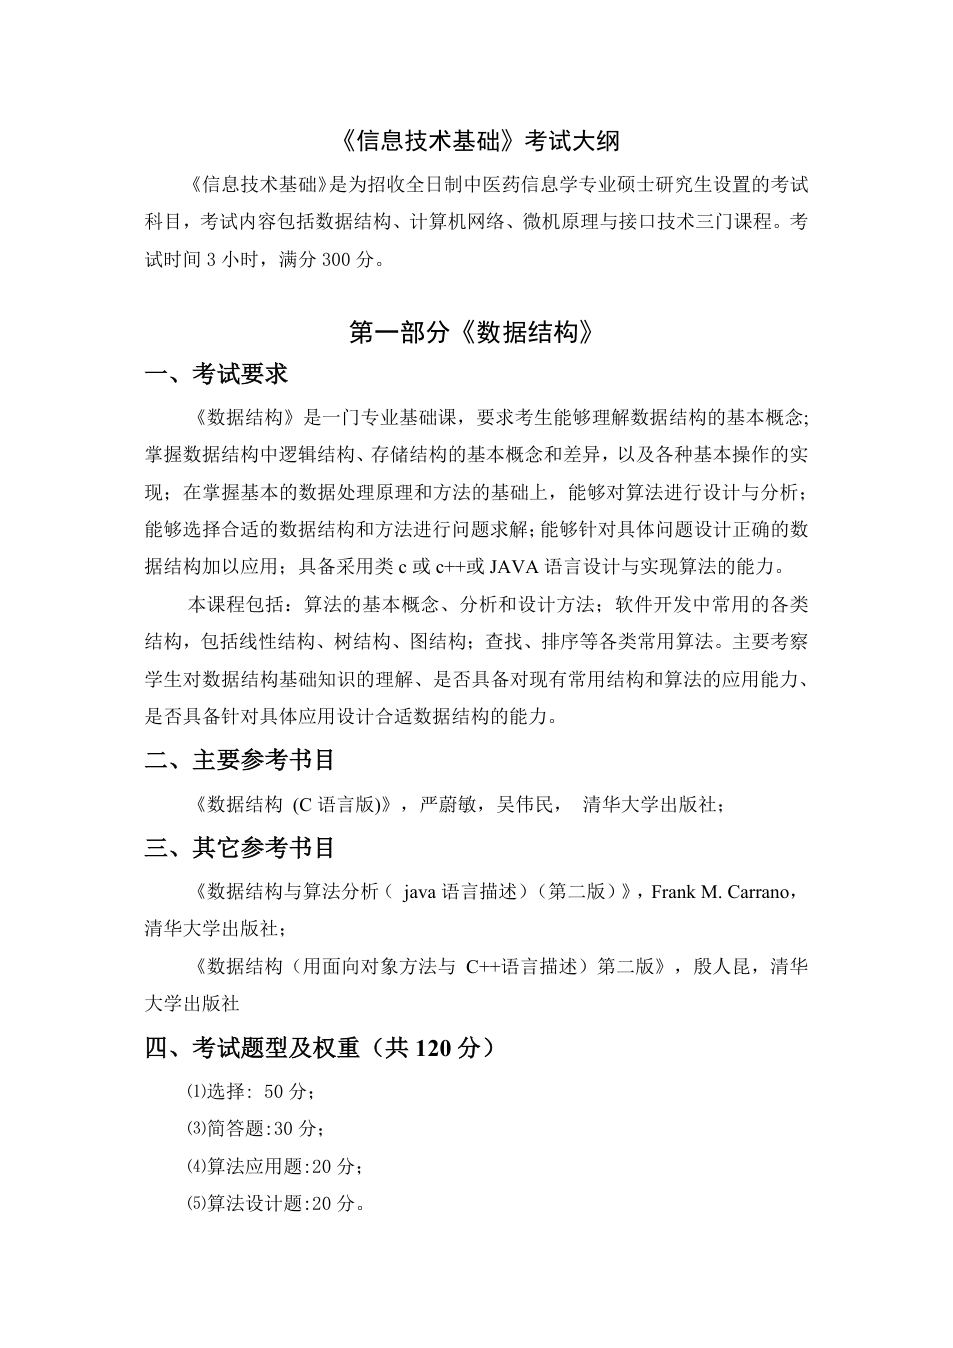 《信息技术基础》考试大纲
《信息技术基础》是为招收全日制中医药信息学专业硕士研究生设置的考试
科目，考试内容包括数据结构、计算机网络、微机原理与接口技术三门课程。考
试时间 3 小时，满分 300 分。
第一部分《数据结构》
一、考试要求
《数据结构》是一门专业基础课，要求考生能够理解数据结构的基本概念;
掌握数据结构中逻辑结构、存储结构的基本概念和差异，以及各种基本操作的实
现；在掌握基本的数据处理原理和方法的基础上，能够对算法进行设计与分析；
能够选择合适的数据结构和方法进行问题求解；能够针对具体问题设计正确的数
据结构加以应用；具备采用类 c 或 c++或 JAVA 语言设计与实现算法的能力。
本课程包括：算法的基本概念、分析和设计方法；软件开发中常用的各类
结构，包括线性结构、树结构、图结构；查找、排序等各类常用算法。主要考察
学生对数据结构基础知识的理解、是否具备对现有常用结构和算法的应用能力、
是否具备针对具体应用设计合适数据结构的能力。
二、主要参考书目
《数据结构 (C 语言版)》，严蔚敏，吴伟民， 清华大学出版社；
三、其它参考书目
《数据结构与算法分析（ java 语言描述）（第二版）》，Frank M. Carrano，
清华大学出版社；
《数据结构（用面向对象方法与 C++语言描述）第二版》，殷人昆，清华
大学出版社
四、考试题型及权重（共 120 分）
⑴选择: 50 分；
⑶简答题:30 分；
⑷算法应用题:20 分；
⑸算法设计题:20 分。